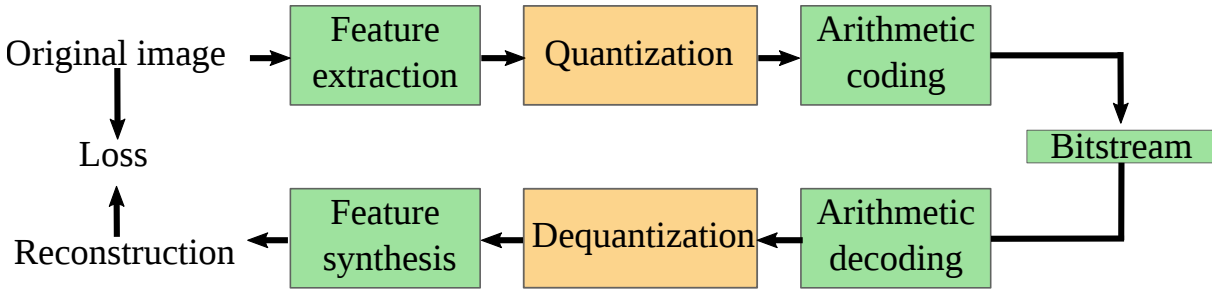 Original image
Feature
extraction
Quantization
Arithmetic
coding
Bitstream
Loss
Reconstruction
Feature
synthesis
Dequantization
Arithmetic
decoding